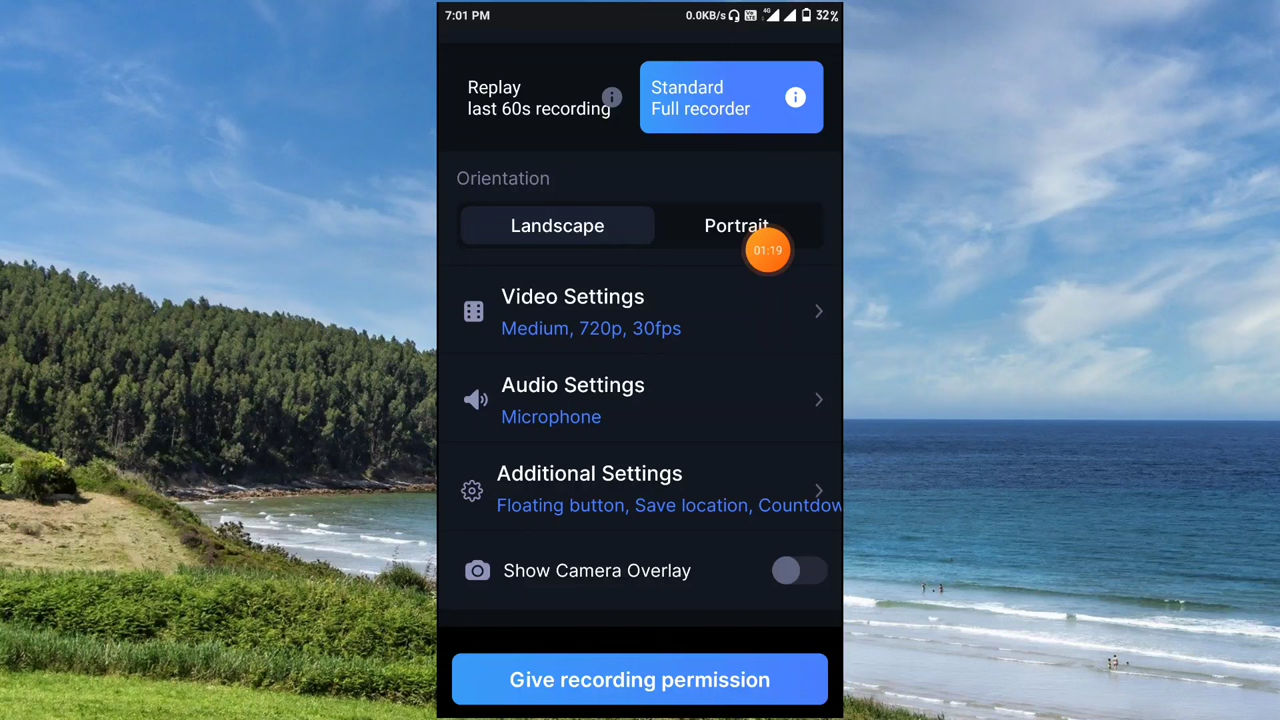 7:01 PM
0.0KB/s 4G 32%
Replay
last 60s recording
Standard
Full recorder
Orientation
Landscape
Portrait
01:19
Video Settings
Medium, 720p, 30fps
Audio Settings
Microphone
Additional Settings
Floating button, Save location, Countdow
Show Camera Overlay
Give recording permission